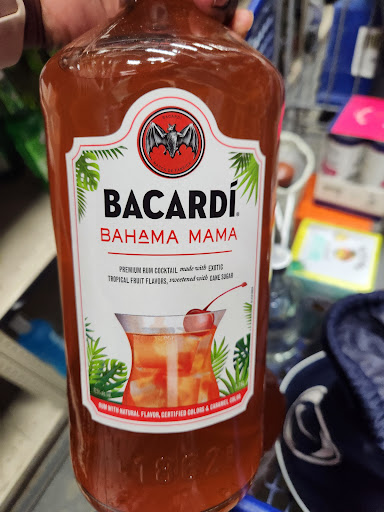 BACARDÍ
BAHAMA MAMA
PREMIUM RUM COCKTAIL made with EXOTIC
TROPICAL FRUIT FLAVORS, sweetened with CANE SUGAR
RUM WITH NATURAL FLAVOR, CERTIFIED COLORS & CARAMEL COLOR